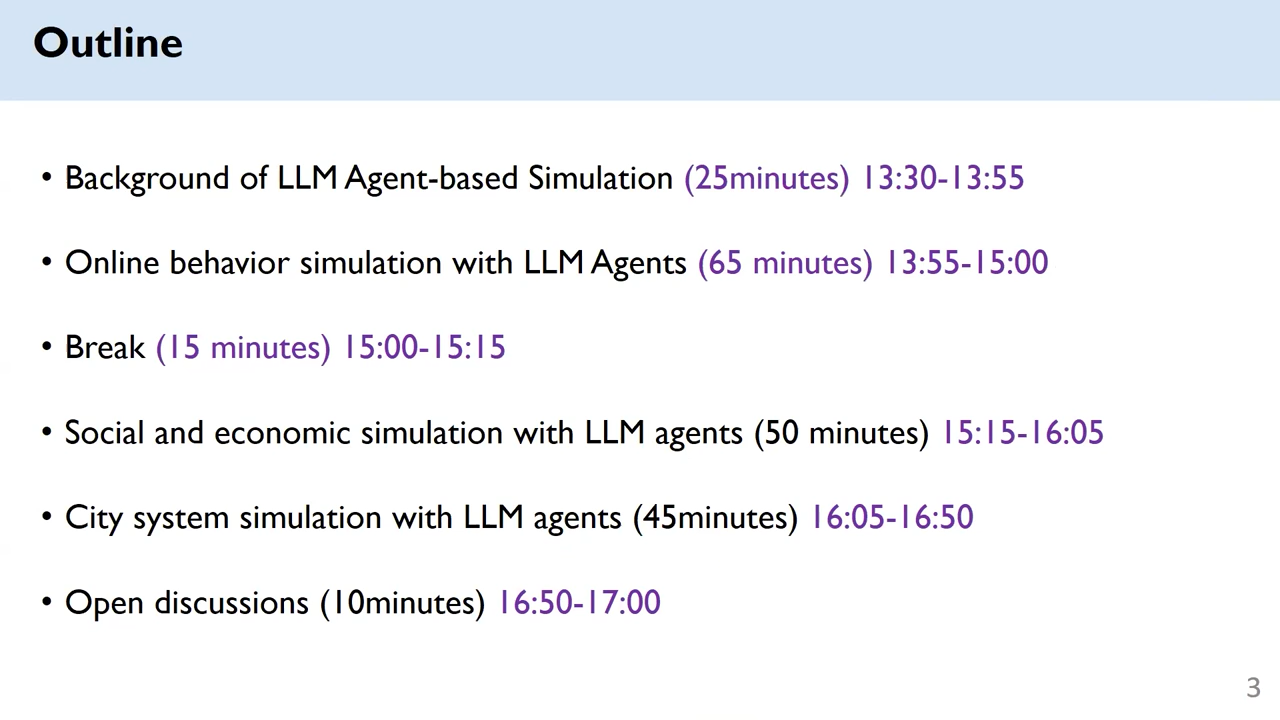 Outline
• Background of LLM Agent-based Simulation (25minutes) 13:30-13:55
• Online behavior simulation with LLM Agents (65 minutes) 13:55-15:00
• Break (15 minutes) 15:00-15:15
• Social and economic simulation with LLM agents (50 minutes) 15:15-16:05
• City system simulation with LLM agents (45minutes) 16:05-16:50
• Open discussions (10minutes) 16:50-17:00
3